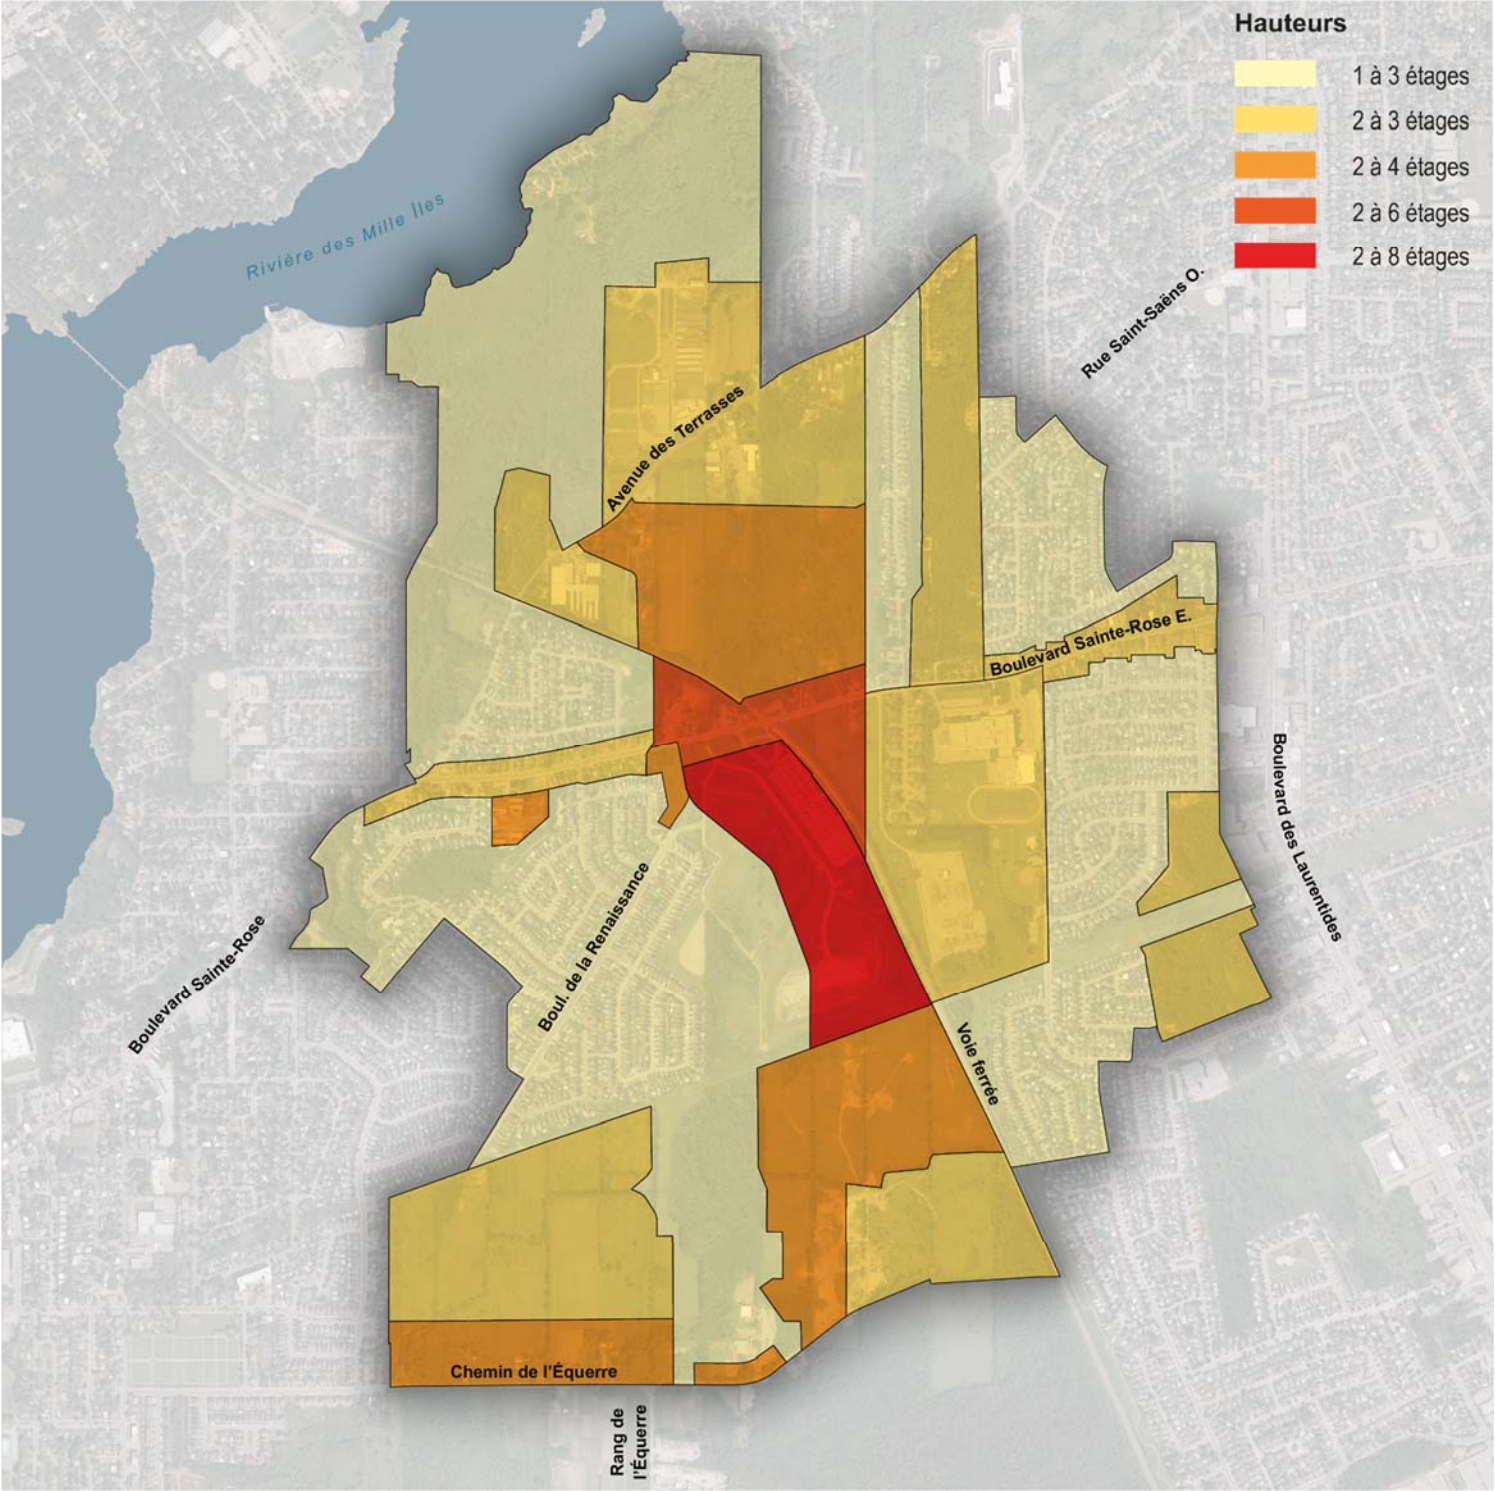 Hauteurs
1 à 3 étages
2 à 3 étages
2 à 4 étages
2 à 6 étages
2 à 8 étages
Rivière des Mille Îles
Rue Saint-Saëns O.
Avenue des Terrasses
Boulevard Sainte-Rose E.
Boulevard des Laurentides
Boul. de la Renaissance
Boulevard Sainte-Rose
Voie ferrée
Chemin de l'Équerre
Rang de
l'Équerre